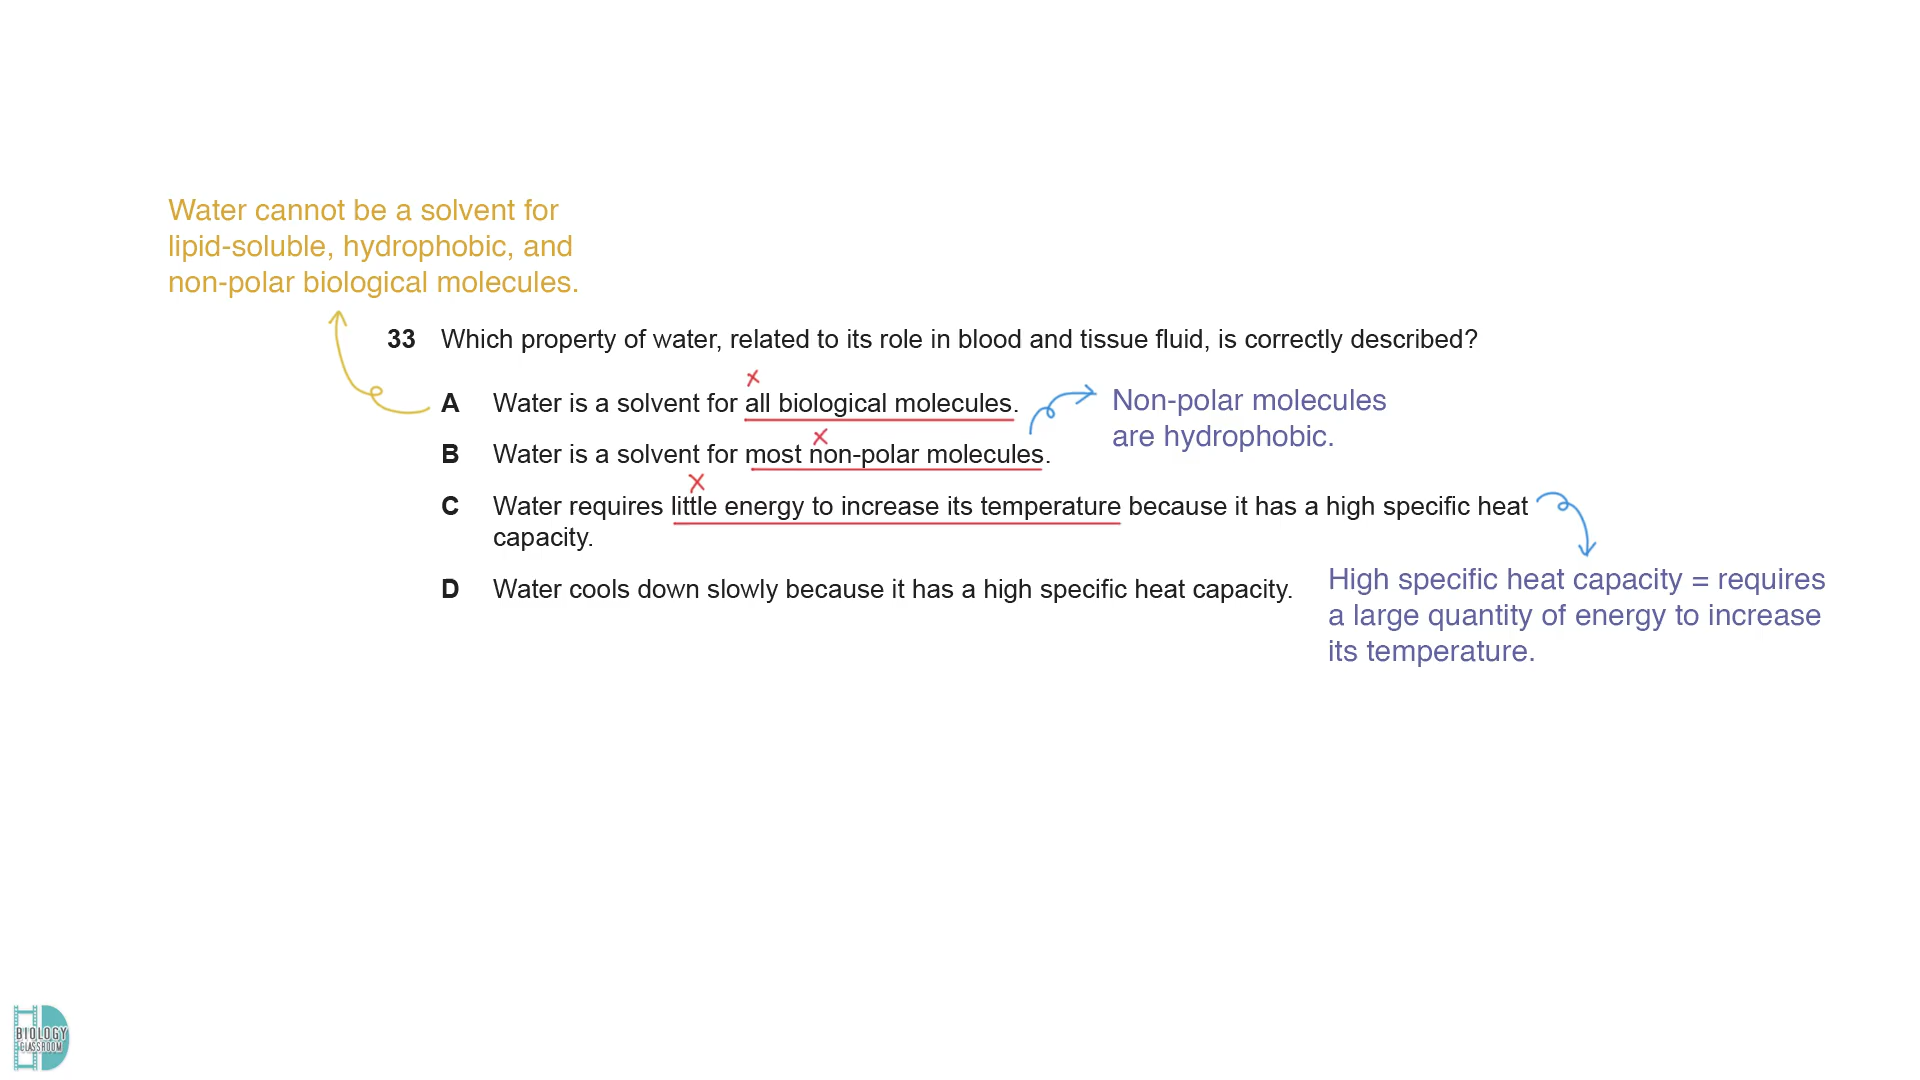 Water cannot be a solvent for
lipid-soluble, hydrophobic, and
non-polar biological molecules.
33 Which property of water, related to its role in blood and tissue fluid, is correctly described?
A Water is a solvent for all biological molecules.
Non-polar molecules
are hydrophobic.
B Water is a solvent for most non-polar molecules.
C Water requires little energy to increase its temperature because it has a high specific heat
capacity.
D Water cools down slowly because it has a high specific heat capacity.
High specific heat capacity = requires
a large quantity of energy to increase
its temperature.
BIOLOGY
CLASSROOM